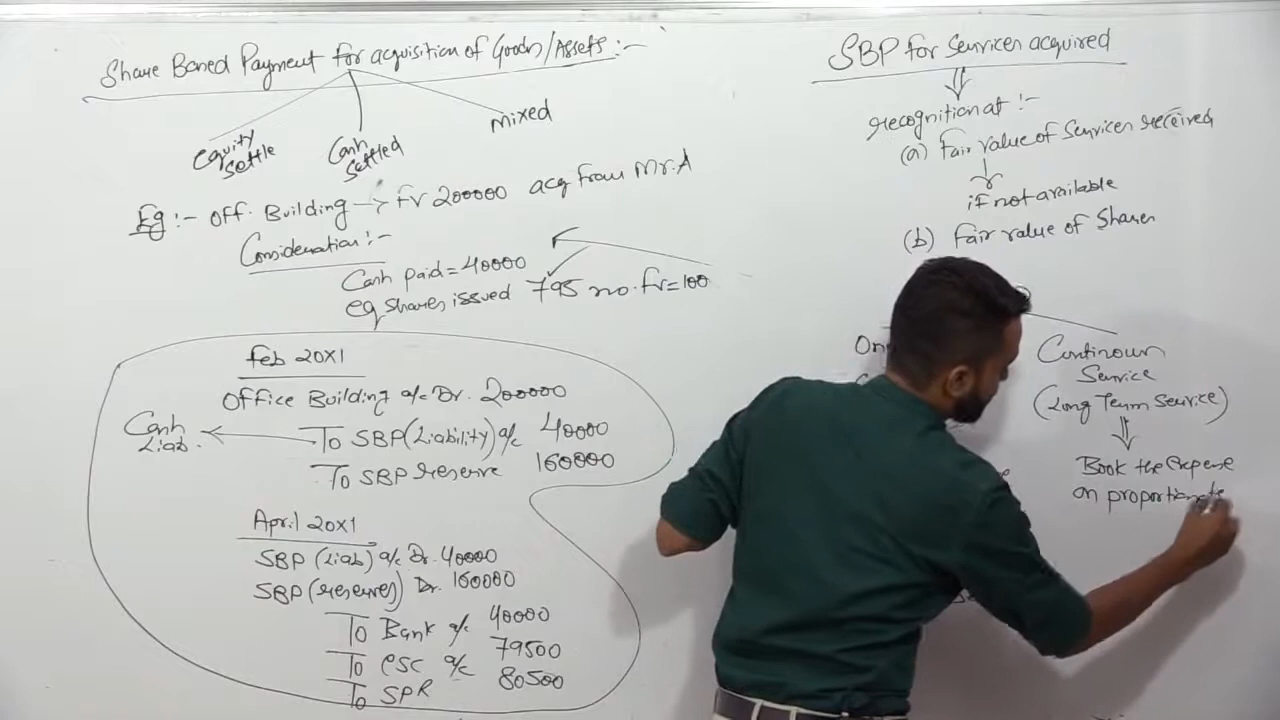 Share Based Payment for acquisition of Goods/Assets :-
Equity Settle
Cash Settled
mixed
Eg :- Off. Building -> FV 200000 acq from Mr. A
Consideration :-
Cash paid = 40000
eq shares issued 795 no. FV = 100
Feb 20X1
Office Building a/c Dr. 200000
To SBP (Liability) a/c 40000
Cash Liab.
To SBP reserve 160000
April 20X1
SBP (Liab) a/c Dr. 40000
SBP (reserves) Dr. 160000
To Bank a/c 40000
To ESC a/c 79500
To SPR 80500
SBP for Services acquired
recognition at :-
(a) Fair value of Services received
if not available
(b) Fair value of Shares
Continous
Service
(Long Term Service)
Book the Expense
on proportionate